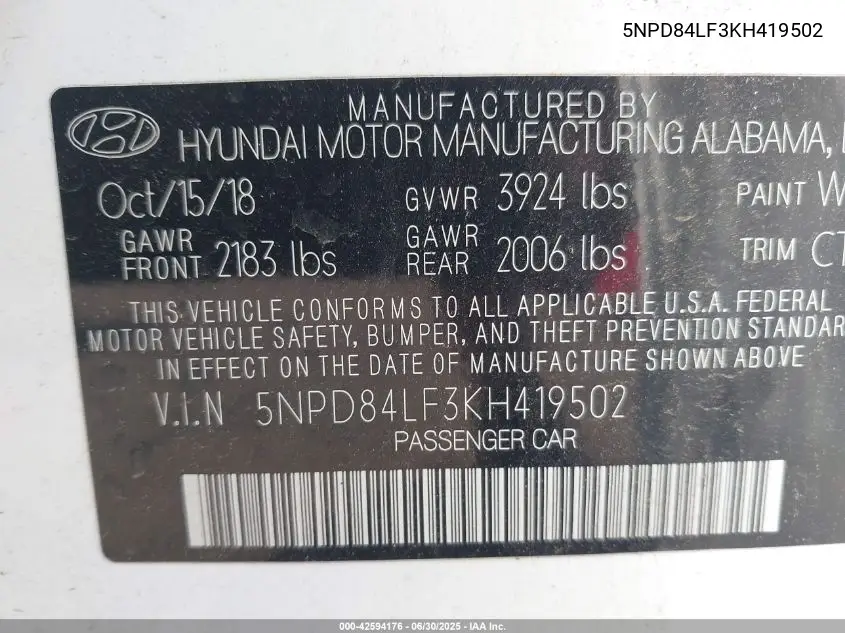 5NPD84LF3KH419502
MANUFACTURED BY
HYUNDAI MOTOR MANUFACTURING ALABAMA,
Oct/15/18 GVWR 3924 lbs PAINT W
GAWR FRONT 2183 lbs GAWR REAR 2006 lbs TRIM CT
THIS VEHICLE CONFORMS TO ALL APPLICABLE U.S.A. FEDERAL
MOTOR VEHICLE SAFETY, BUMPER, AND THEFT PREVENTION STANDAR
IN EFFECT ON THE DATE OF MANUFACTURE SHOWN ABOVE
V.I.N 5NPD84LF3KH419502
PASSENGER CAR
000-42594176 - 06/30/2025 - IAA Inc.